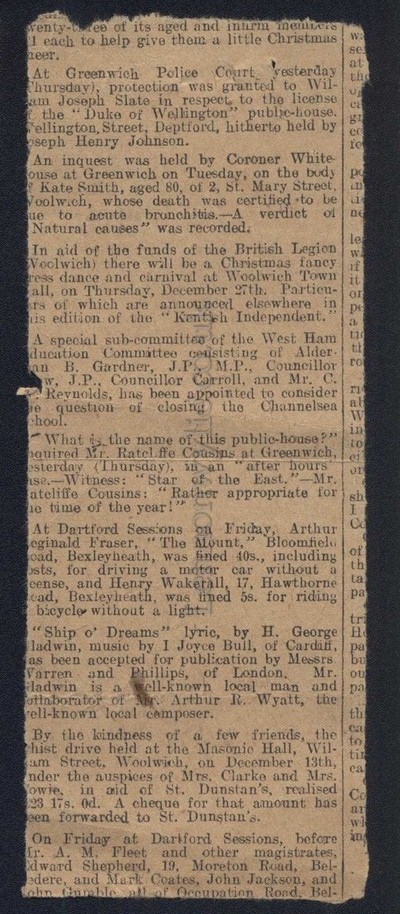 wenty-three of its aged and infirm members
1 each to help give them a little Christmas
heer.
At Greenwich Police Court yesterday
Thursday), protection was granted to Wil-
am Joseph Slate in respect to the license
f the "Duke of Wellington" public-house,
Wellington Street, Deptford, hitherto held by
oseph Henry Johnson.
An inquest was held by Coroner White-
ouse at Greenwich on Tuesday, on the body
f Kate Smith, aged 80, of 2, St. Mary Street,
Woolwich, whose death was certified to be
ue to acute bronchitis.—A verdict of
Natural causes" was recorded.
In aid of the funds of the British Legion
Woolwich) there will be a Christmas fancy
ress dance and carnival at Woolwich Town
all, on Thursday, December 27th. Particu-
ars of which are announced elsewhere in
his edition of the "Kentish Independent."
A special sub-committee of the West Ham
ducation Committee consisting of Alder-
an B. Gardner, J.P., M.P., Councillor
w, J.P., Councillor Carroll, and Mr. C.
Reynolds, has been appointed to consider
he question of closing the Channelsea
chool.
"What is the name of this public-house?"
nquired Mr. Ratcliffe Cousins at Greenwich,
esterday (Thursday), in an "after hours"
ase.—Witness: "Star of the East."—Mr.
atcliffe Cousins: "Rather appropriate for
he time of the year!"
At Dartford Sessions on Friday, Arthur
eginald Fraser, "The Mount," Bloomfield
oad, Bexleyheath, was fined 40s., including
osts, for driving a motor car without a
cense, and Henry Wakerall, 17, Hawthorne
oad, Bexleyheath, was fined 5s. for riding
bicycle without a light.
"Ship o' Dreams" lyric, by H. George
ladwin, music by I Joyce Bull, of Cardiff,
as been accepted for publication by Messrs
Warren and Phillips, of London. Mr.
ladwin is a well-known local man and
ollaborator of Mr. Arthur R. Wyatt, the
ell-known local composer.
By the kindness of a few friends, the
hist drive held at the Masonic Hall, Wil-
am Street, Woolwich, on December 13th,
nder the auspices of Mrs. Clarke and Mrs.
owie, in aid of St. Dunstan's, realised
23 17s. 0d. A cheque for that amount has
een forwarded to St. Dunstan's.
On Friday at Dartford Sessions, before
Mr. A. M. Fleet and other magistrates,
dward Shepherd, 19, Moreton Road, Bel-
edere, and Mark Coates, John Jackson, and
ohn Gumble, all of Occupation Road, Bel-